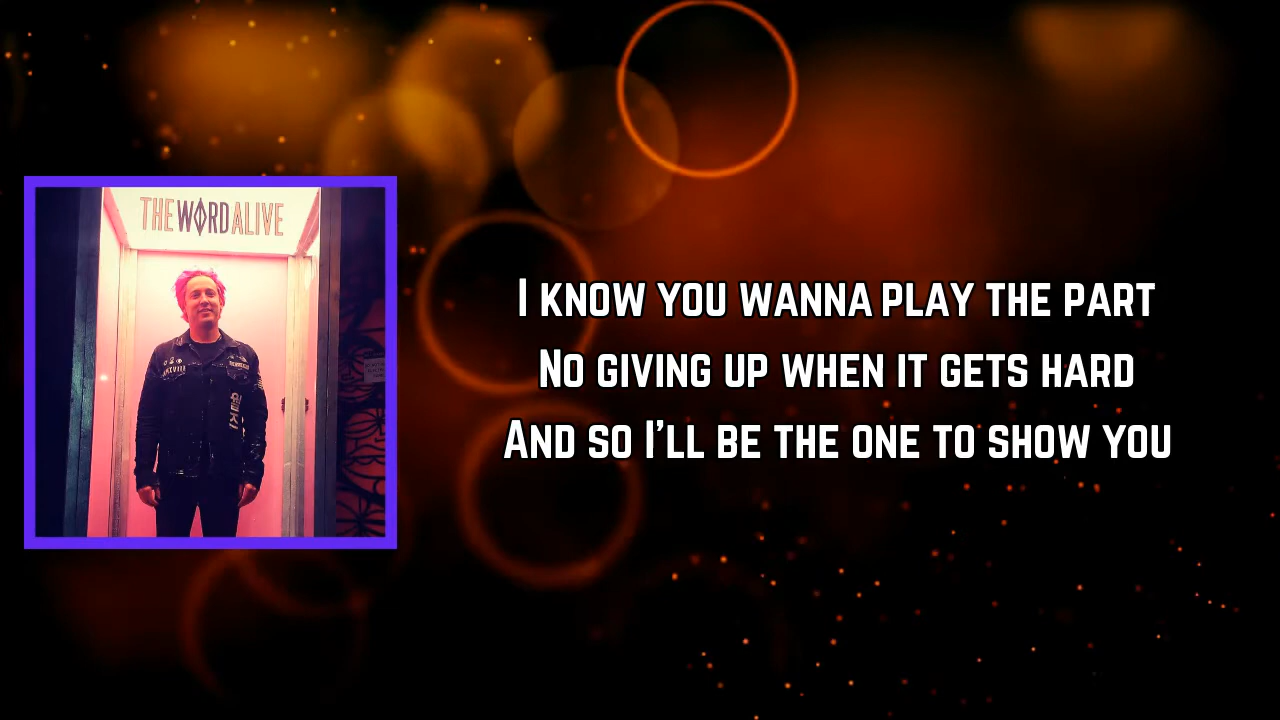 THE WORD ALIVE
I KNOW YOU WANNA PLAY THE PART
NO GIVING UP WHEN IT GETS HARD
AND SO I'LL BE THE ONE TO SHOW YOU